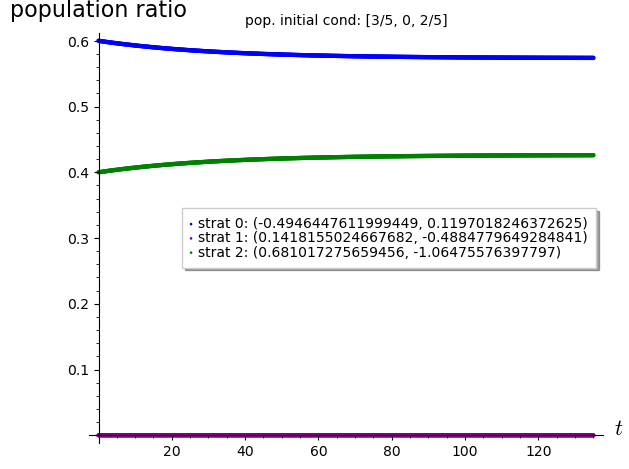 population ratio
pop. initial cond: [3/5, 0, 2/5]
0.6
0.5
0.4
strat 0: (-0.4946447611999449, 0.1197018246372625)
strat 1: (0.1418155024667682, -0.4884779649284841)
strat 2: (0.681017275659456, -1.06475576397797)
0.3
0.2
0.1
t
20 40 60 80 100 120